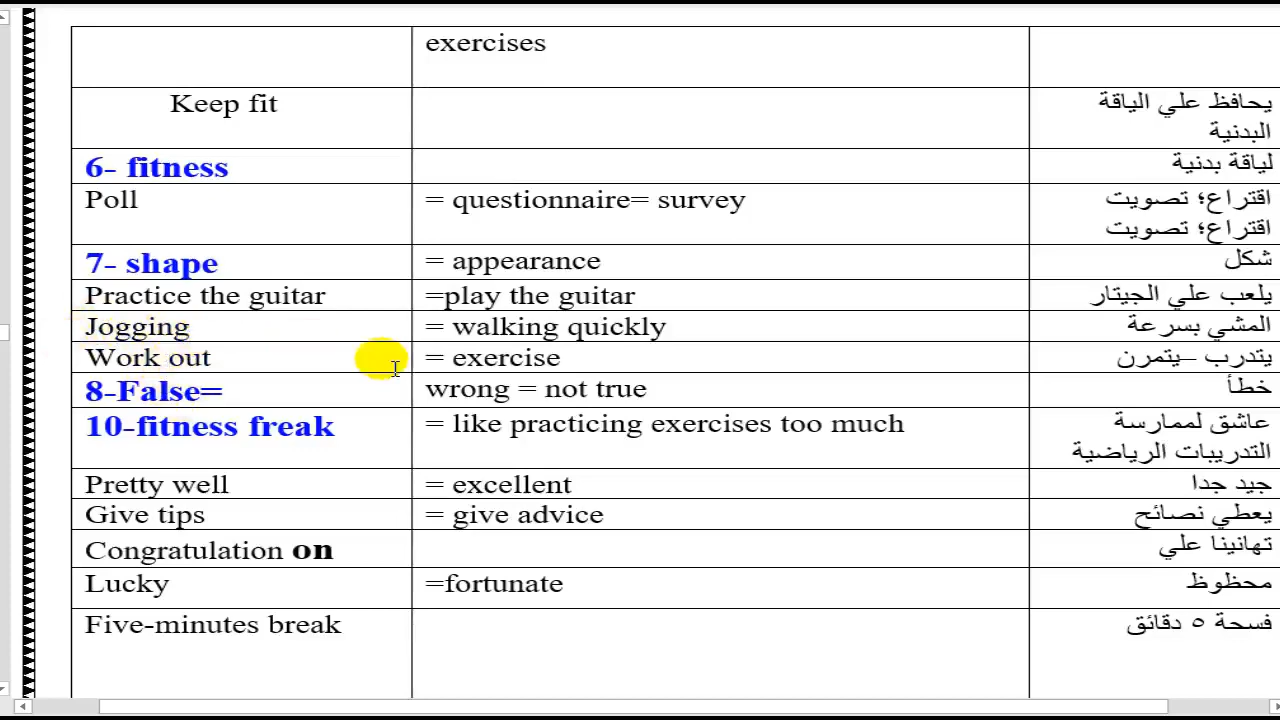 exercises
Keep fit
يحافظ علي الياقة
البدنية
6- fitness
لياقة بدنية
Poll
= questionnaire= survey
اقتراع؛ تصويت
اقتراع؛ تصويت
7- shape
= appearance
شكل
Practice the guitar
=play the guitar
يلعب علي الجيتار
Jogging
= walking quickly
المشي بسرعة
Work out
= exercise
يتدرب –يتمرن
8-False=
wrong = not true
خطأ
10-fitness freak
= like practicing exercises too much
عاشق لممارسة
التدريبات الرياضية
Pretty well
= excellent
جيد جدا
Give tips
= give advice
يعطي نصائح
Congratulation on
تهانينا علي
Lucky
=fortunate
محظوظ
Five-minutes break
فسحة ٥ دقائق